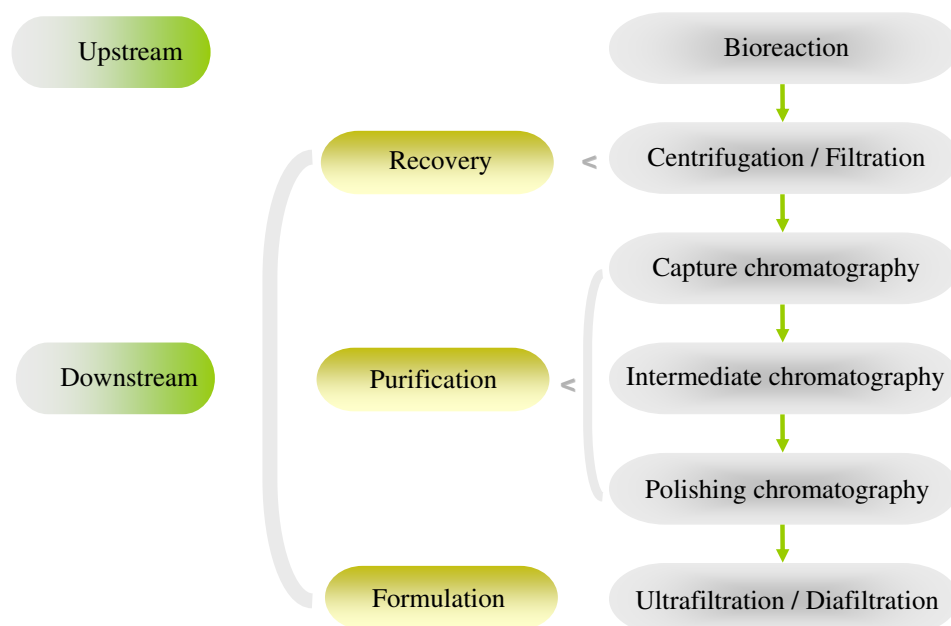 Upstream
Bioreaction
Recovery
<
Centrifugation / Filtration
Capture chromatography
Downstream
Purification
<
Intermediate chromatography
Polishing chromatography
Formulation
Ultrafiltration / Diafiltration